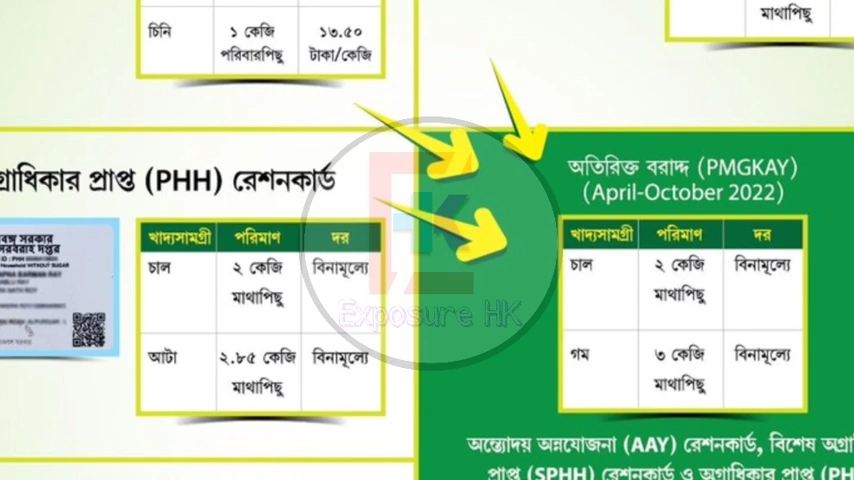 চিনি ১ কেজি ১৩.৫০
পরিবারপিছু টাকা/কেজি
মাথাপিছু
গ্রাধিকার প্রাপ্ত (PHH) রেশনকার্ড
খাদ্যসামগ্রী পরিমাণ দর
চাল ২ কেজি বিনামূল্যে
মাথাপিছু
আটা ২.৮৫ কেজি বিনামূল্যে
মাথাপিছু
অতিরিক্ত বরাদ্দ (PMGKAY)
(April-October 2022)
খাদ্যসামগ্রী পরিমাণ দর
চাল ২ কেজি বিনামূল্যে
মাথাপিছু
গম ৩ কেজি বিনামূল্যে
মাথাপিছু
অন্ত্যোদয় অন্নযোজনা (AAY) রেশনকার্ড, বিশেষ অগ্রা
প্রাপ্ত (SPHH) রেশনকার্ড ও অগ্রাধিকার প্রাপ্ত (PH
Exposure HK